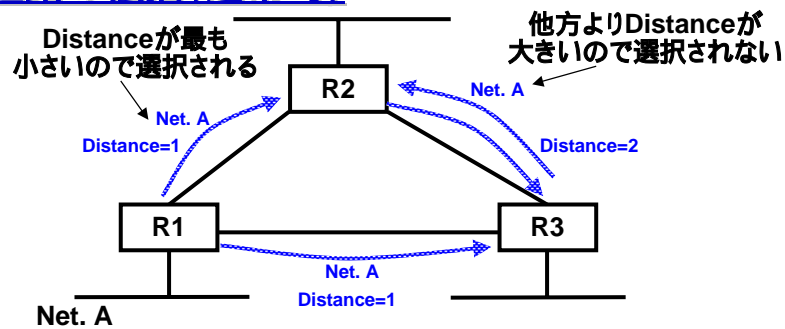 Distanceが最も
小さいので選択される
他方よりDistanceが
大きいので選択されない
R2
Net. A
Net. A
Distance=1
Distance=2
R1
R3
Net. A
Distance=1
Net. A